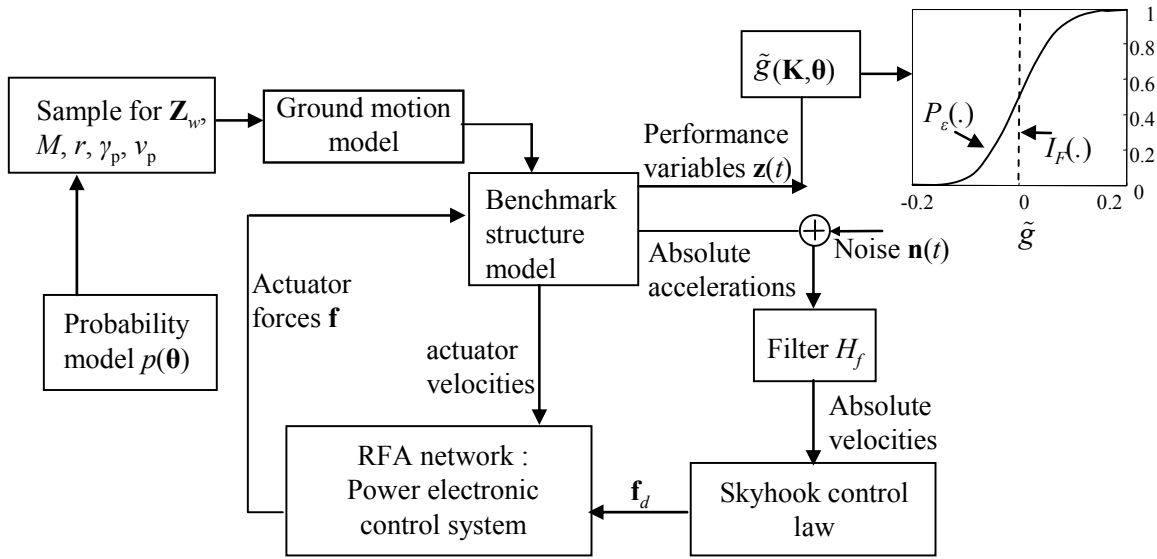 Sample for Z_w,
M, r, γ_p, v_p
Ground motion
model
Probability
model p(θ)
Benchmark
structure
model
Performance
variables z(t)
g̃(K,θ)
P_ε(.)
I_F(.)
1
0.8
0.6
0.4
0.2
0
-0.2
0
0.2
g̃
Absolute
accelerations
Noise n(t)
Filter H_f
Absolute
velocities
Skyhook control
law
f_d
RFA network :
Power electronic
control system
actuator
velocities
Actuator
forces f